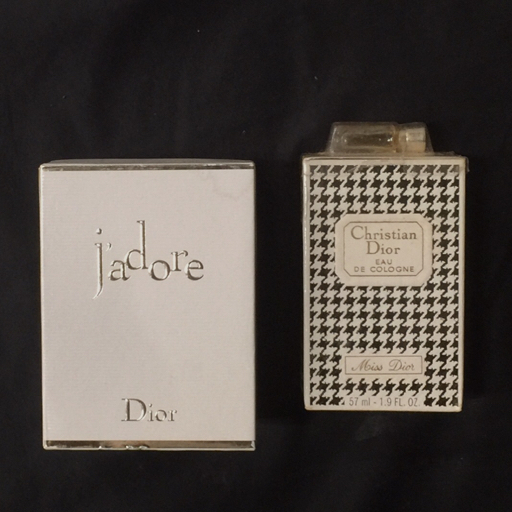 j'adore
Dior
Christian
Dior
EAU
DE COLOGNE
Miss Dior
57 ml - 1.9 FL. OZ.